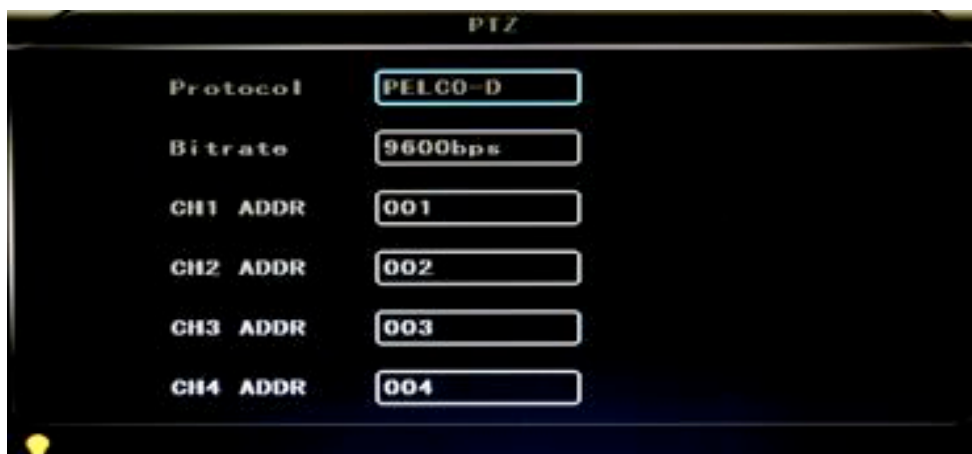 PTZ
Protocol PELCO-D
Bitrate 9600bps
CH1 ADDR 001
CH2 ADDR 002
CH3 ADDR 003
CH4 ADDR 004